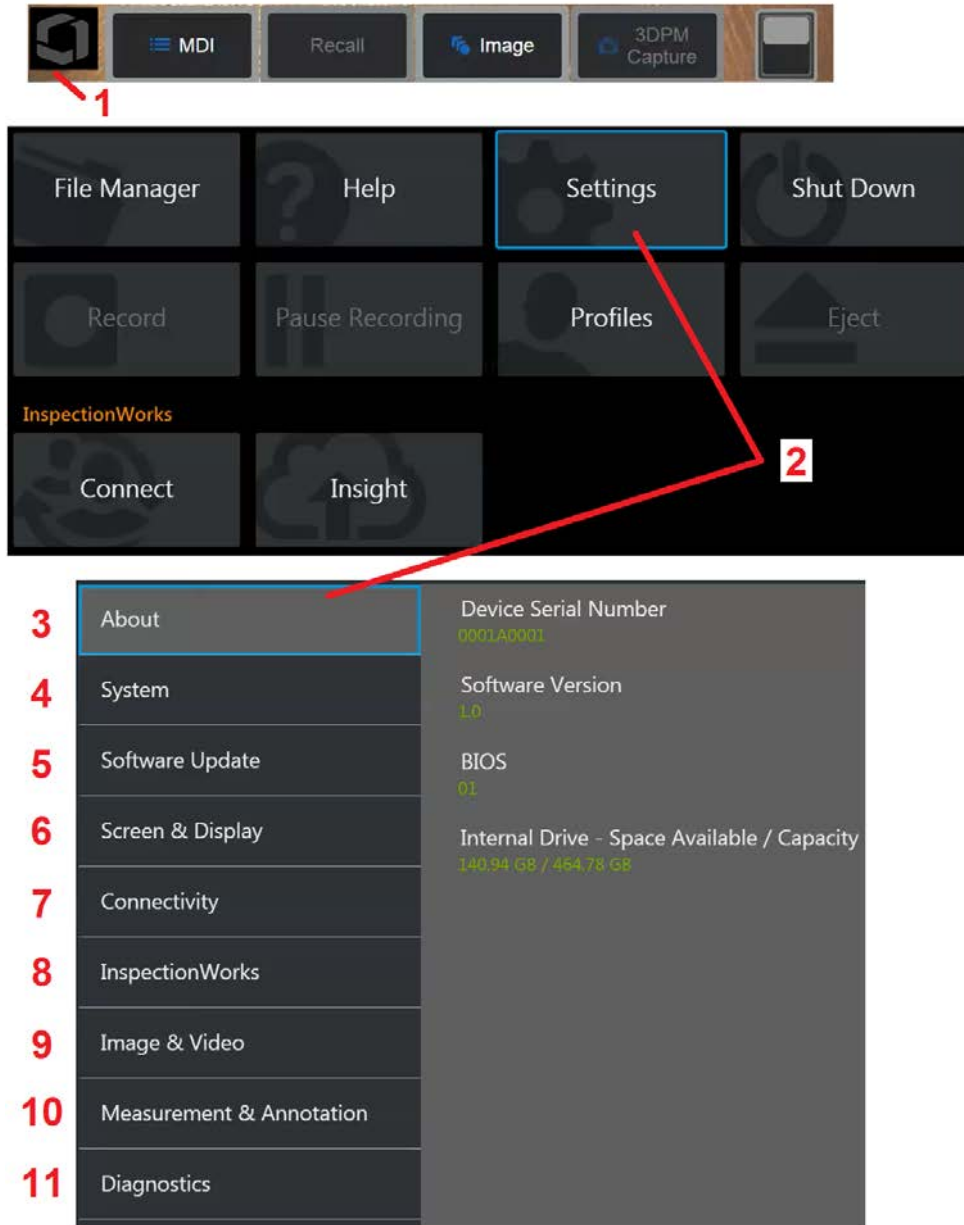 MDI
Recall
Image
3DPM
Capture
1
File Manager
Help
Settings
Shut Down
Record
Pause Recording
Profiles
Eject
InspectionWorks
Connect
Insight
2
3 About
4 System
5 Software Update
6 Screen & Display
7 Connectivity
8 InspectionWorks
9 Image & Video
10 Measurement & Annotation
11 Diagnostics
Device Serial Number
0001A0001
Software Version
1.0
BIOS
01
Internal Drive - Space Available / Capacity
140.94 GB / 464.78 GB